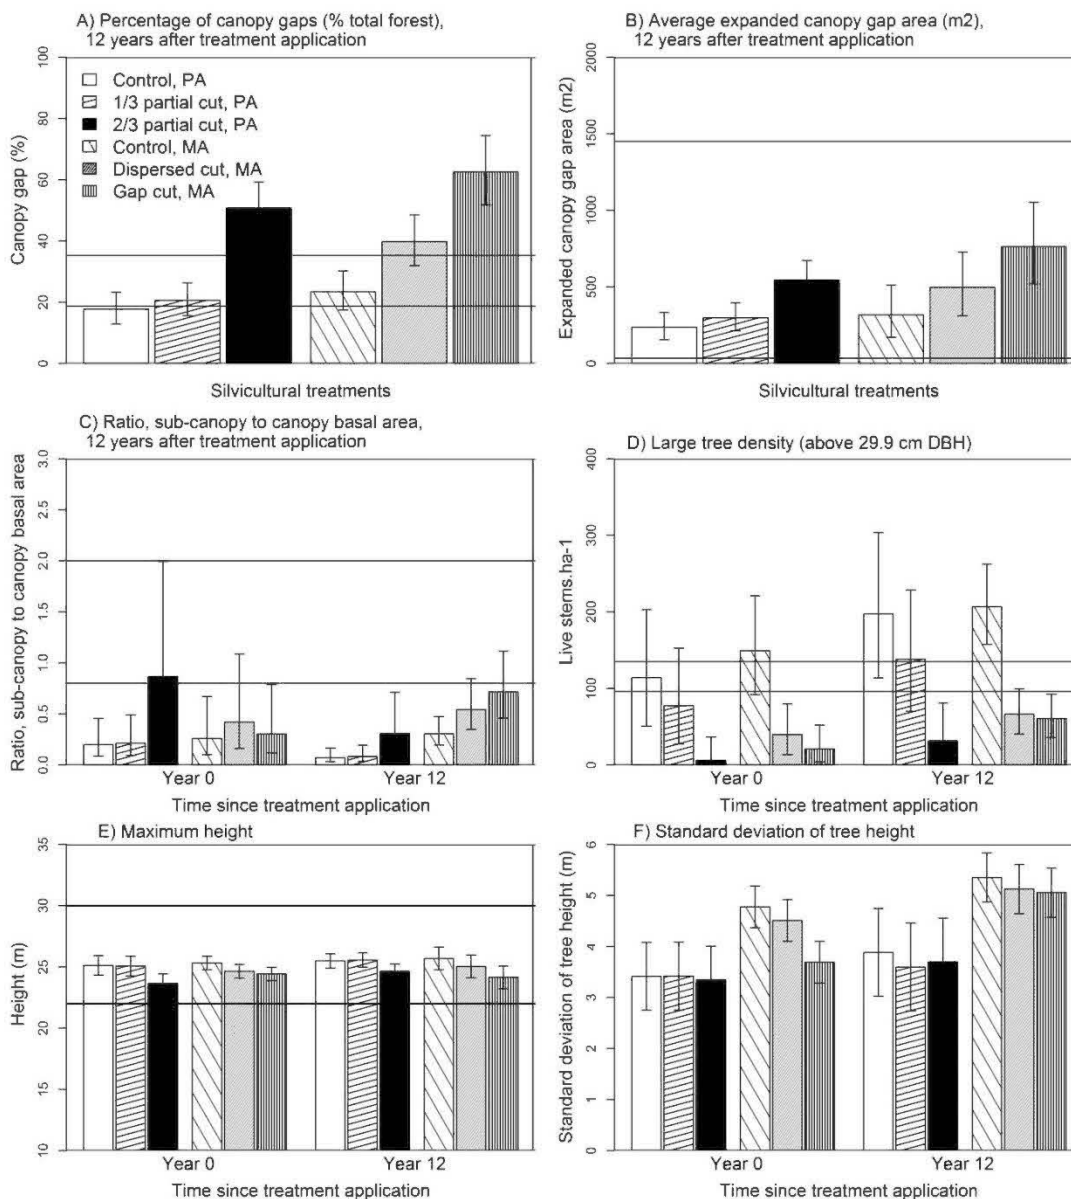 A) Percentage of canopy gaps (% total forest),
12 years after treatment application
Canopy gap (%)
100
80
60
40
20
0
Control, PA
1/3 partial cut, PA
2/3 partial cut, PA
Control, MA
Dispersed cut, MA
Gap cut, MA
Silvicultural treatments
B) Average expanded canopy gap area (m2),
12 years after treatment application
Expanded canopy gap area (m2)
2000
1500
1000
500
0
Silvicultural treatments
C) Ratio, sub-canopy to canopy basal area,
12 years after treatment application
Ratio, sub-canopy to canopy basal area
3.0
2.5
2.0
1.5
1.0
0.5
0.0
Year 0
Year 12
Time since treatment application
D) Large tree density (above 29.9 cm DBH)
Live stems.ha-1
400
300
200
100
0
Year 0
Year 12
Time since treatment application
E) Maximum height
Height (m)
35
30
25
22
10
Year 0
Year 12
Time since treatment application
F) Standard deviation of tree height
Standard deviation of tree height (m)
6
5
4
3
2
1
0
Year 0
Year 12
Time since treatment application